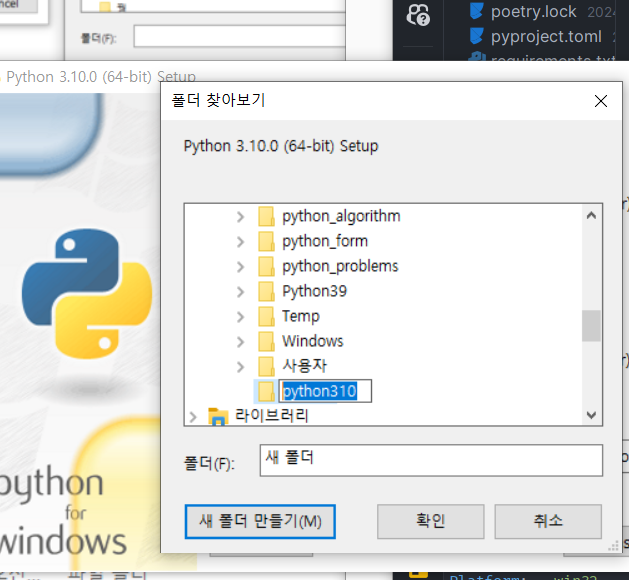 폴더(F):
poetry.lock 2024
pyproject.toml 2
requirements.txt
Python 3.10.0 (64-bit) Setup
폴더 찾아보기
Python 3.10.0 (64-bit) Setup
python_algorithm
python_form
python_problems
Python39
Temp
Windows
사용자
python310
라이브러리
폴더(F):
새 폴더
새 폴더 만들기(M)
확인
취소
python
for
windows
Platform: win32